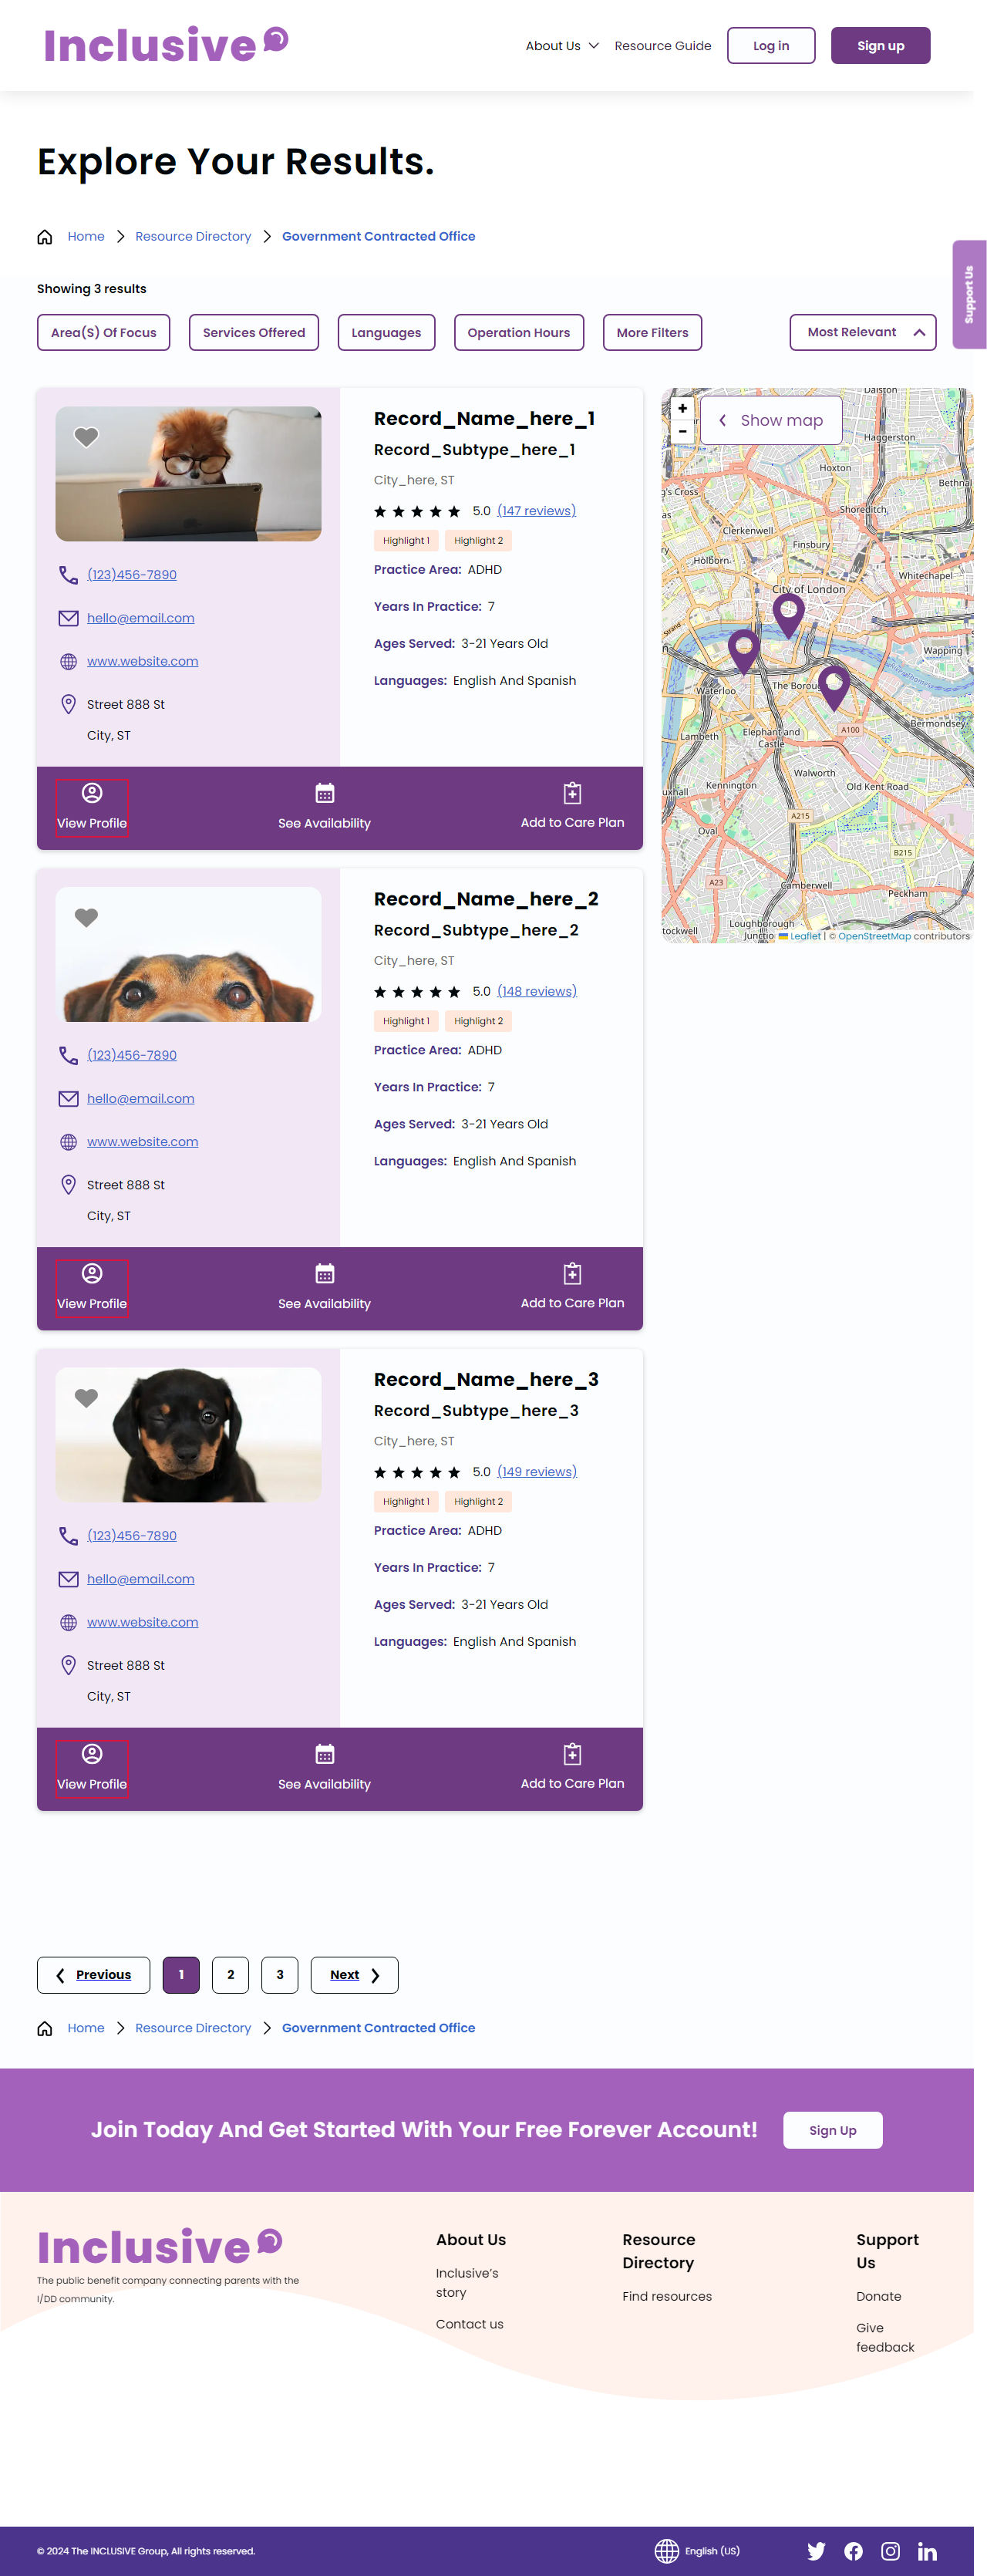 Inclusive
About Us
Resource Guide
Log in
Sign up
Explore Your Results.
Home
Resource Directory
Government Contracted Office
Support Us
Showing 3 results
Area(S) Of Focus
Services Offered
Languages
Operation Hours
More Filters
Most Relevant
Record_Name_here_1
Record_Subtype_here_1
City_here, ST
5.0 (147 reviews)
Highlight 1
Highlight 2
Practice Area: ADHD
Years In Practice: 7
Ages Served: 3-21 Years Old
Languages: English And Spanish
(123)456-7890
hello@email.com
www.website.com
Street 888 St
City, ST
View Profile
See Availability
Add to Care Plan
+
−
Show map
Dalston
Haggerston
Hoxton
Bethnal
Shoreditch
Clerkenwell
Finsbury
Holborn
Whitechapel
City of London
Strand
Wapping
Waterloo
The Borough
Bermondsey
A100
Lambeth
Elephant and
Castle
Walworth
Kennington
Old Kent Road
A215
Oval
B215
A23
Camberwell
Peckham
Loughborough
Junctio
Leaflet | © OpenStreetMap contributors
Record_Name_here_2
Record_Subtype_here_2
City_here, ST
5.0 (148 reviews)
Highlight 1
Highlight 2
Practice Area: ADHD
Years In Practice: 7
Ages Served: 3-21 Years Old
Languages: English And Spanish
(123)456-7890
hello@email.com
www.website.com
Street 888 St
City, ST
View Profile
See Availability
Add to Care Plan
Record_Name_here_3
Record_Subtype_here_3
City_here, ST
5.0 (149 reviews)
Highlight 1
Highlight 2
Practice Area: ADHD
Years In Practice: 7
Ages Served: 3-21 Years Old
Languages: English And Spanish
(123)456-7890
hello@email.com
www.website.com
Street 888 St
City, ST
View Profile
See Availability
Add to Care Plan
Previous
1
2
3
Next
Home
Resource Directory
Government Contracted Office
Join Today And Get Started With Your Free Forever Account!
Sign Up
Inclusive
The public benefit company connecting parents with the
I/DD community.
About Us
Inclusive's
story
Contact us
Resource
Directory
Find resources
Support
Us
Donate
Give
feedback
© 2024 The INCLUSIVE Group, All rights reserved.
English (US)